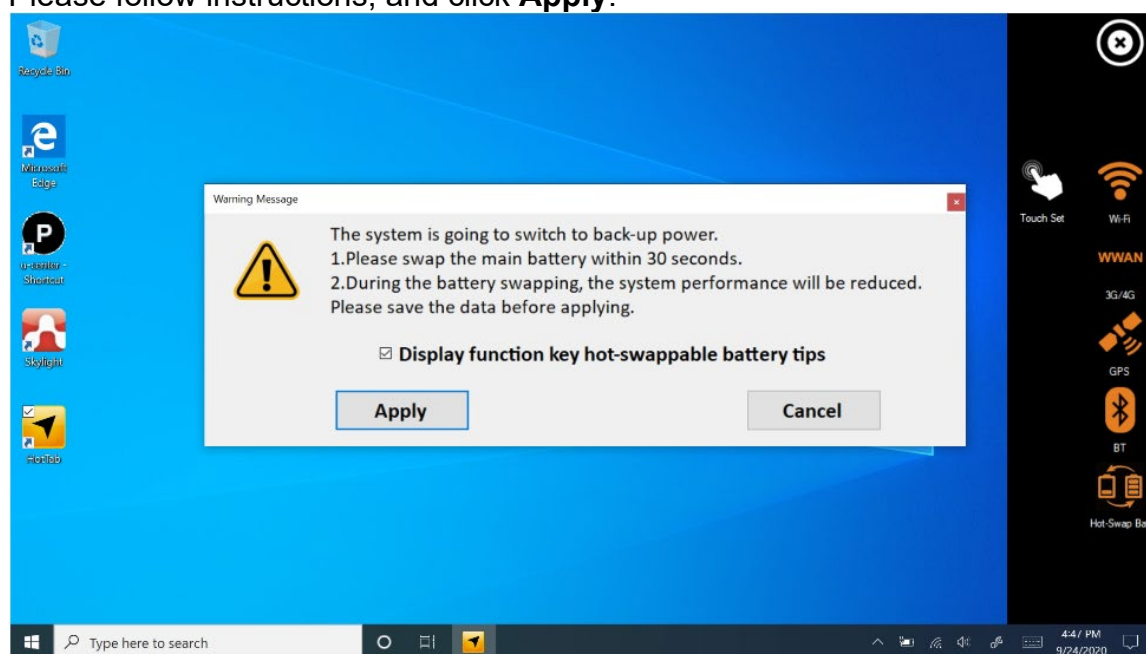 Please follow instructions, and click Apply.
Recycle Bin
Microsoft
Edge
u-center -
Shortcut
Skylight
HotTab
Warning Message
The system is going to switch to back-up power.
1.Please swap the main battery within 30 seconds.
2.During the battery swapping, the system performance will be reduced.
Please save the data before applying.
Display function key hot-swappable battery tips
Apply
Cancel
Touch Set
Wi-Fi
WWAN
3G/4G
GPS
BT
Hot-Swap Ba
Type here to search
4:47 PM
9/24/2020